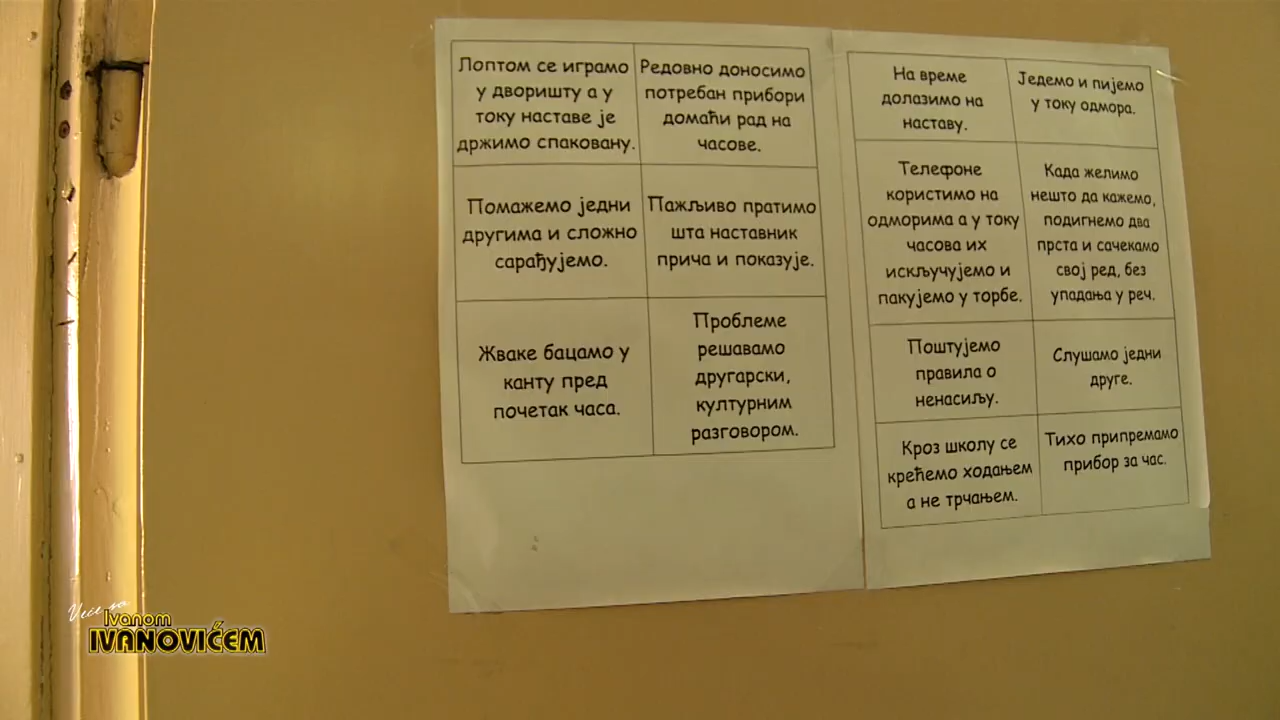 Лоптом се играмо
у дворишту а у
току наставе је
држимо спаковану.
Редовно доносимо
потребан прибори
домаћи рад на
часове.
Помажемо једни
другима и сложно
сарађујемо.
Пажљиво пратимо
шта наставник
прича и показује.
Жваке бацамо у
канту пред
почетак часа.
Проблеме
решавамо
другарски,
културним
разговором.
На време
долазимо на
наставу.
Једемо и пијемо
у току одмора.
Телефоне
користимо на
одморима а у току
часова их
искључујемо и
пакујемо у торбе.
Када желимо
нешто да кажемо,
подигнемо два
прста и сачекамо
свој ред, без
упадања у реч.
Поштујемо
правила о
ненасиљу.
Слушамо једни
друге.
Кроз школу се
крећемо ходањем
а не трчањем.
Тихо припремамо
прибор за час.
Veče sa
Ivanom
IVANOVIĆEM